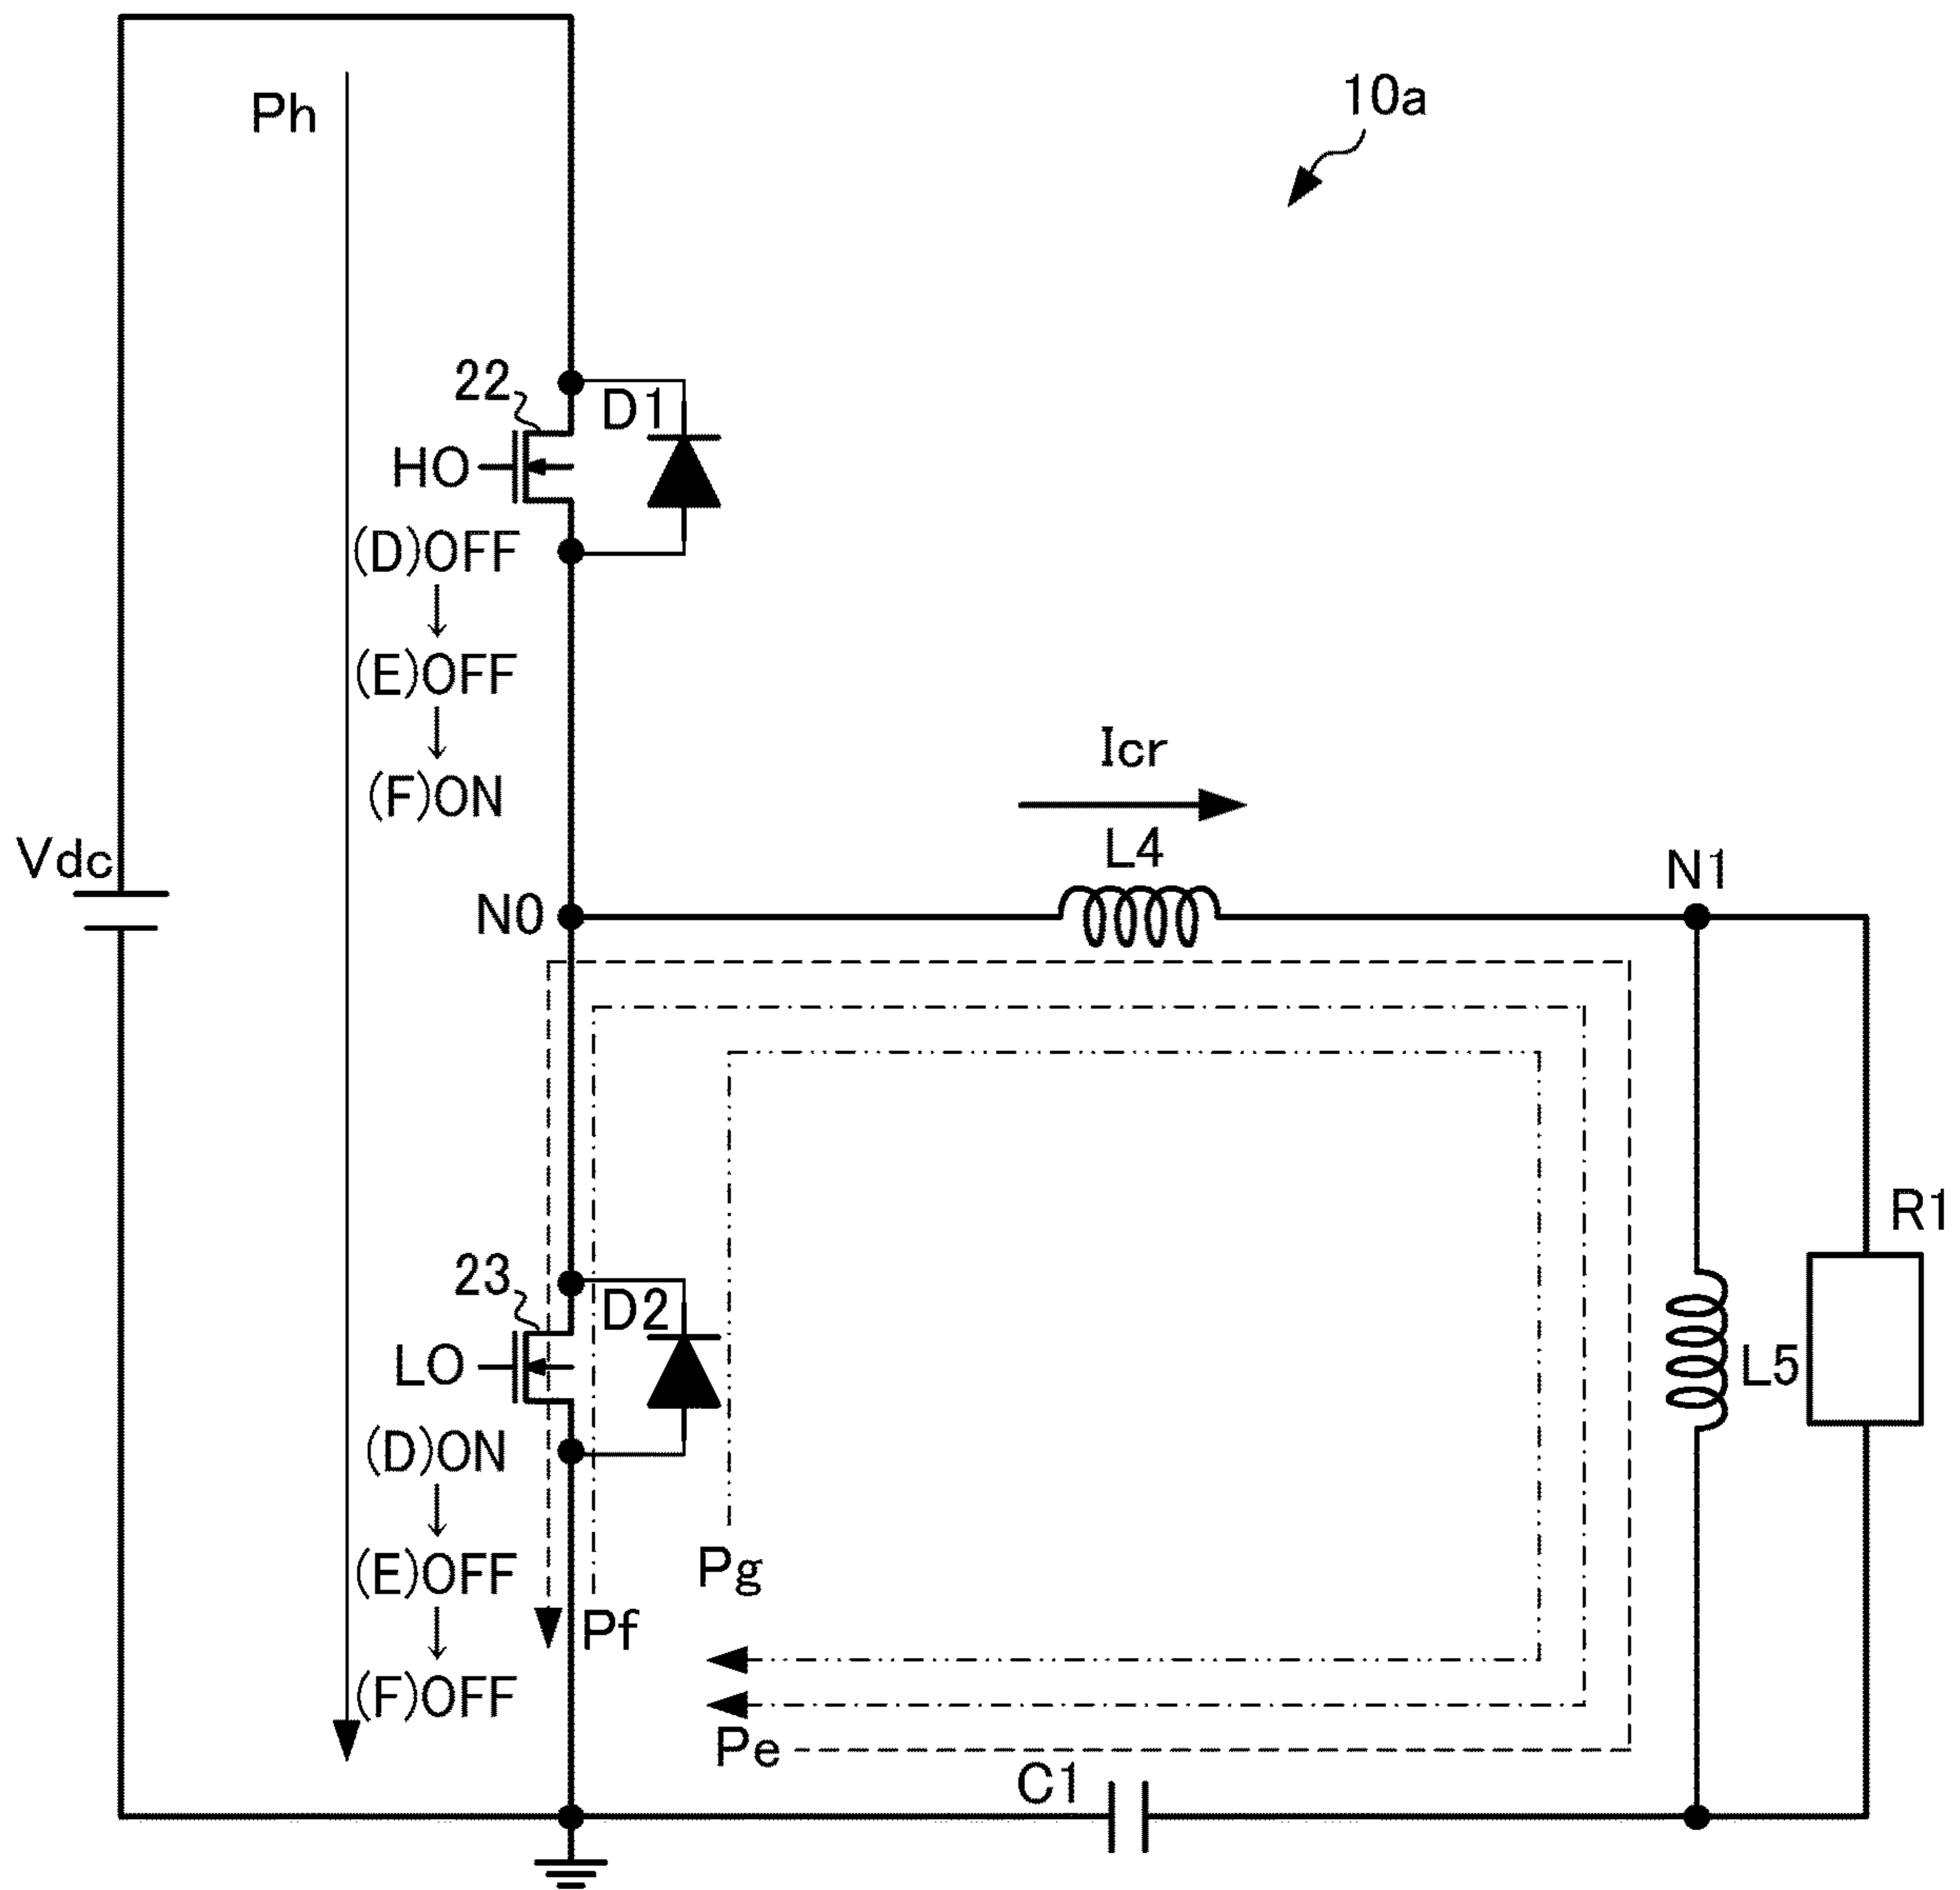 Ph
10a
22
D1
HO
(D)OFF
↓
(E)OFF
↓
(F)ON
Icr
L4
Vdc
N0
N1
R1
23
D2
LO
L5
(D)ON
↓
(E)OFF
↓
(F)OFF
Pg
Pf
Pe
C1